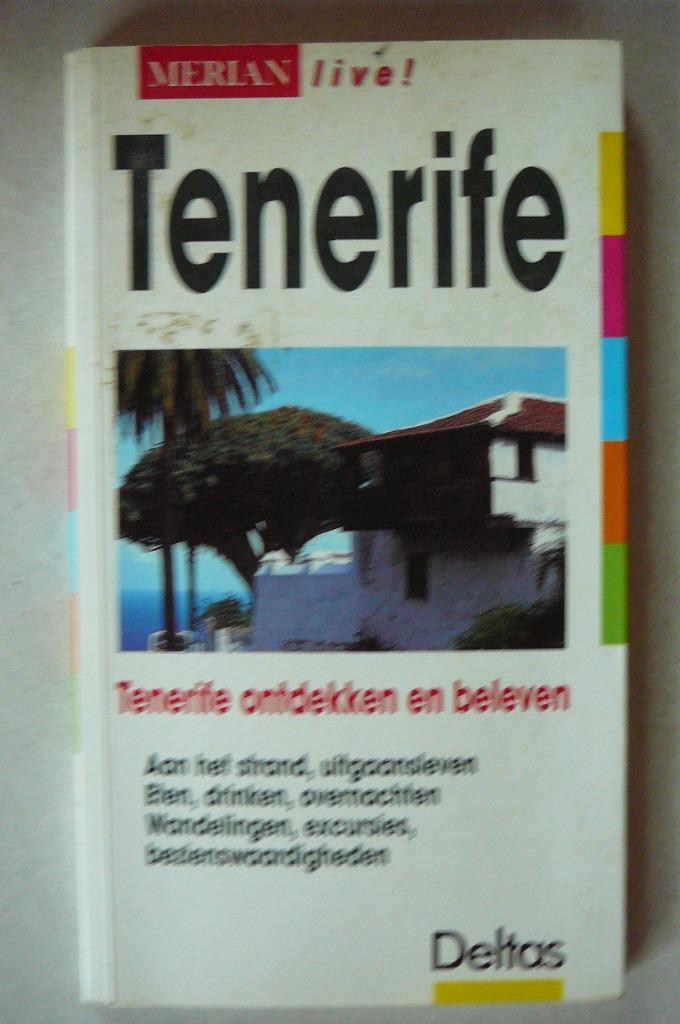 MERIAN live!
Tenerife
Tenerife ontdekken en beleven
Aan het strand, uitgaansleven
Eten, drinken, overnachten
Wandelingen, excursies,
bezienswaardigheden
Deltas